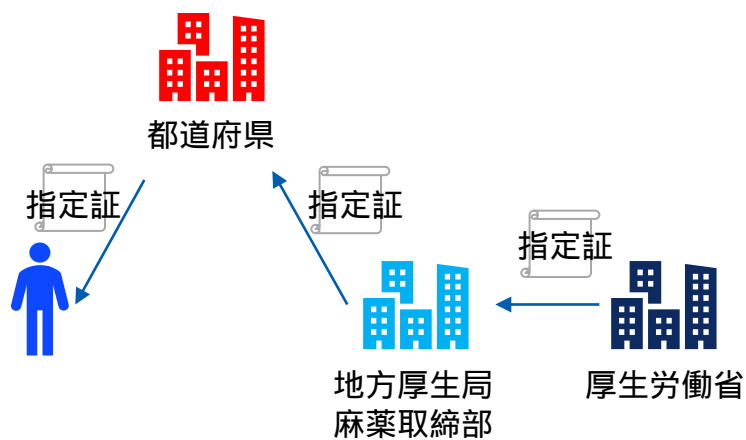 都道府県
指定証
指定証
指定証
地方厚生局
麻薬取締部
厚生労働省